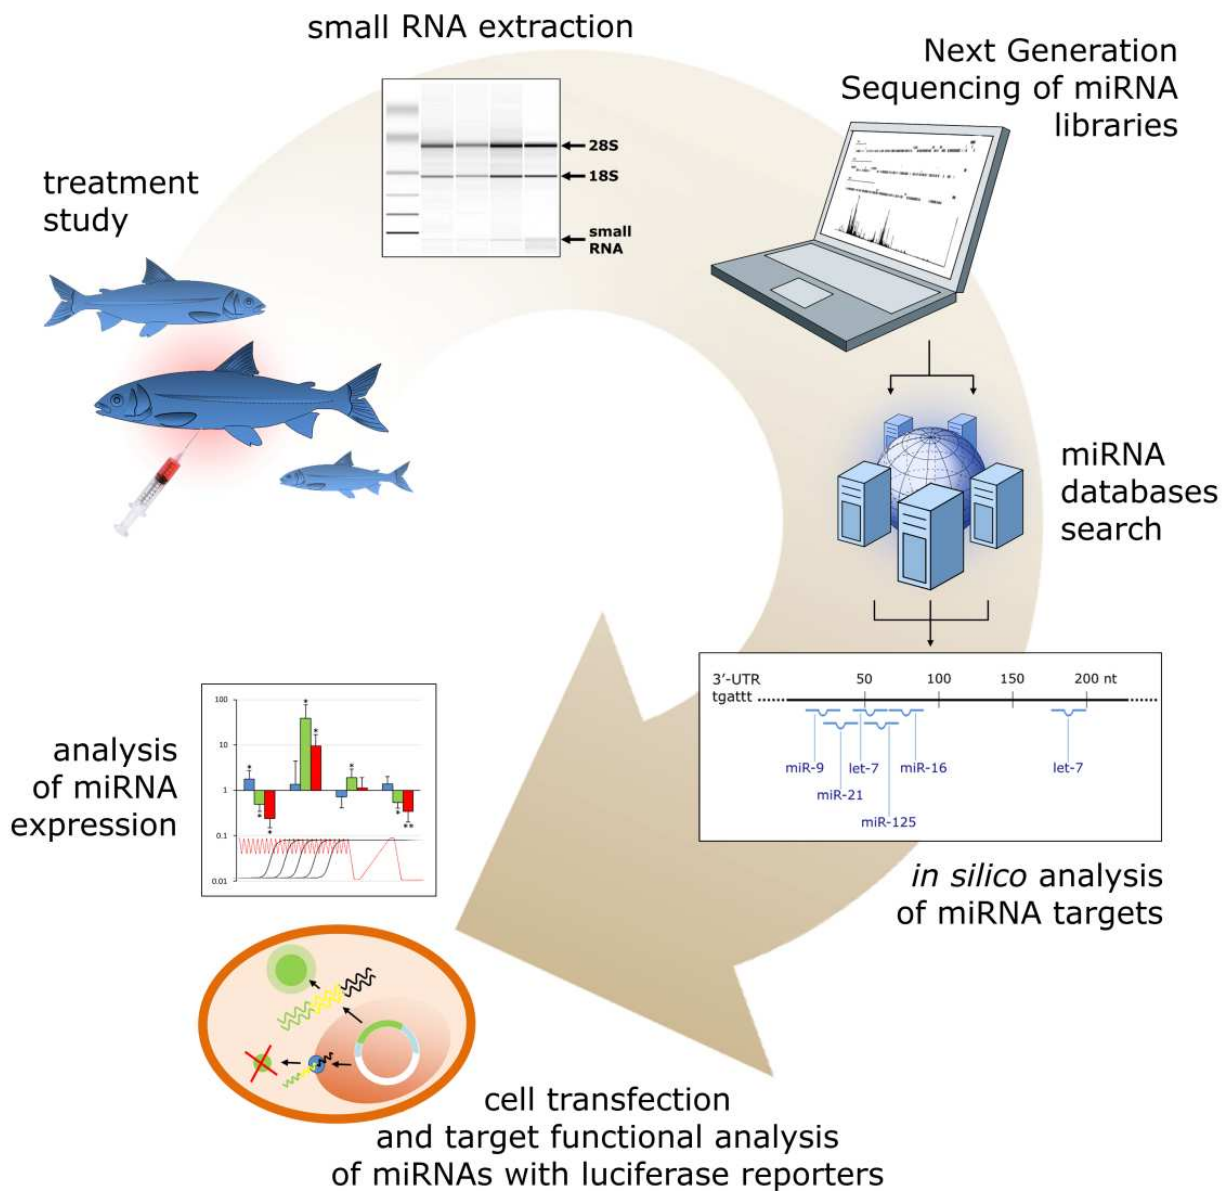 small RNA extraction
28S
18S
small
RNA
Next Generation
Sequencing of miRNA
libraries
treatment
study
miRNA
databases
search
3'-UTR
50
100
150
200 nt
tgattt
miR-9
let-7
miR-16
let-7
miR-21
miR-125
in silico analysis
of miRNA targets
analysis
of miRNA
expression
100
10
1
0.1
0.01
*
*
*
*
*
*
*
**
cell transfection
and target functional analysis
of miRNAs with luciferase reporters